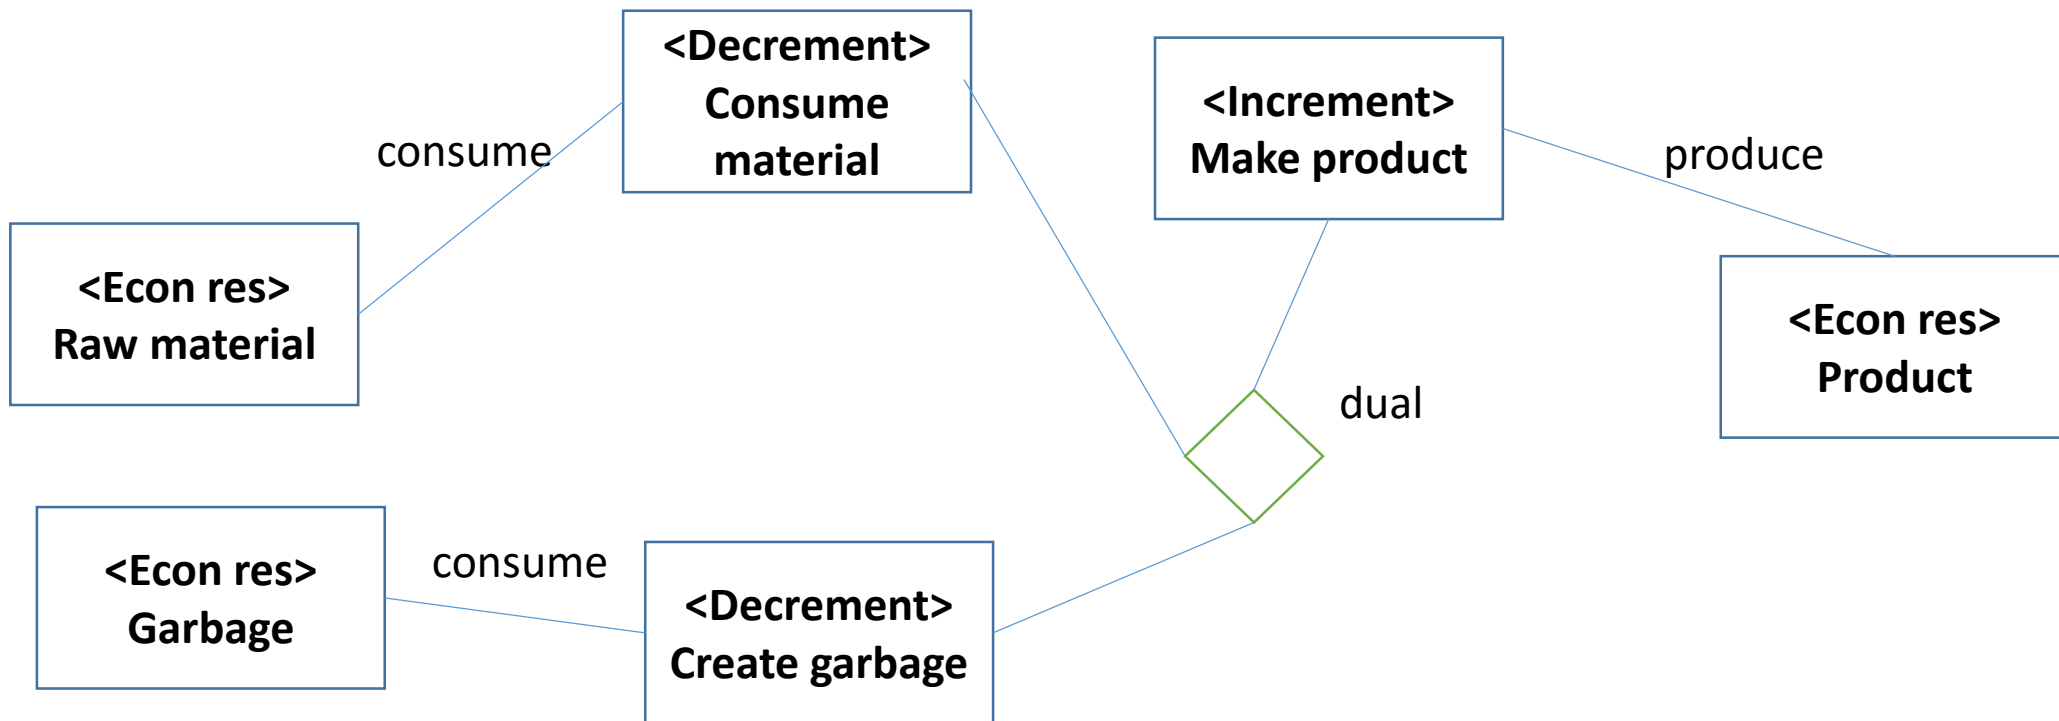 <Decrement>
Consume
material
<Increment>
Make product
consume
produce
<Econ res>
Raw material
<Econ res>
Product
dual
<Econ res>
Garbage
consume
<Decrement>
Create garbage